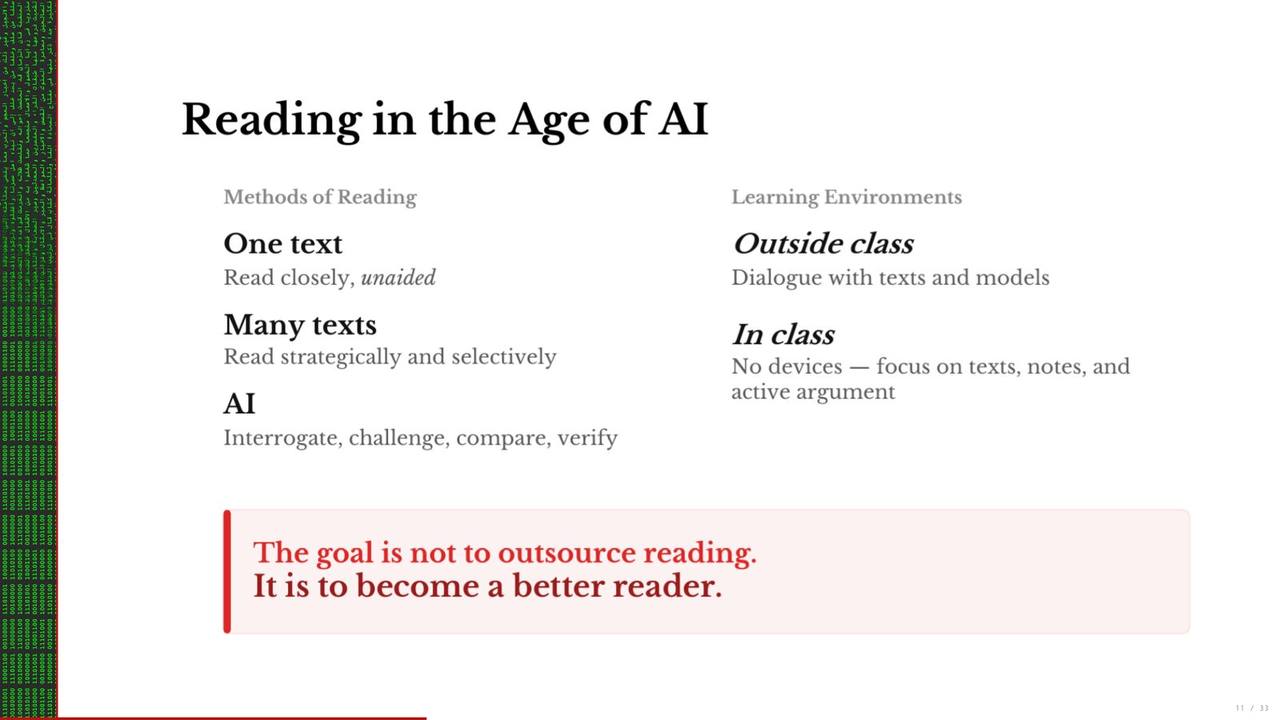 Reading in the Age of AI
Methods of Reading
One text
Read closely, unaided
Many texts
Read strategically and selectively
AI
Interrogate, challenge, compare, verify
Learning Environments
Outside class
Dialogue with texts and models
In class
No devices — focus on texts, notes, and
active argument
The goal is not to outsource reading.
It is to become a better reader.
11 / 33